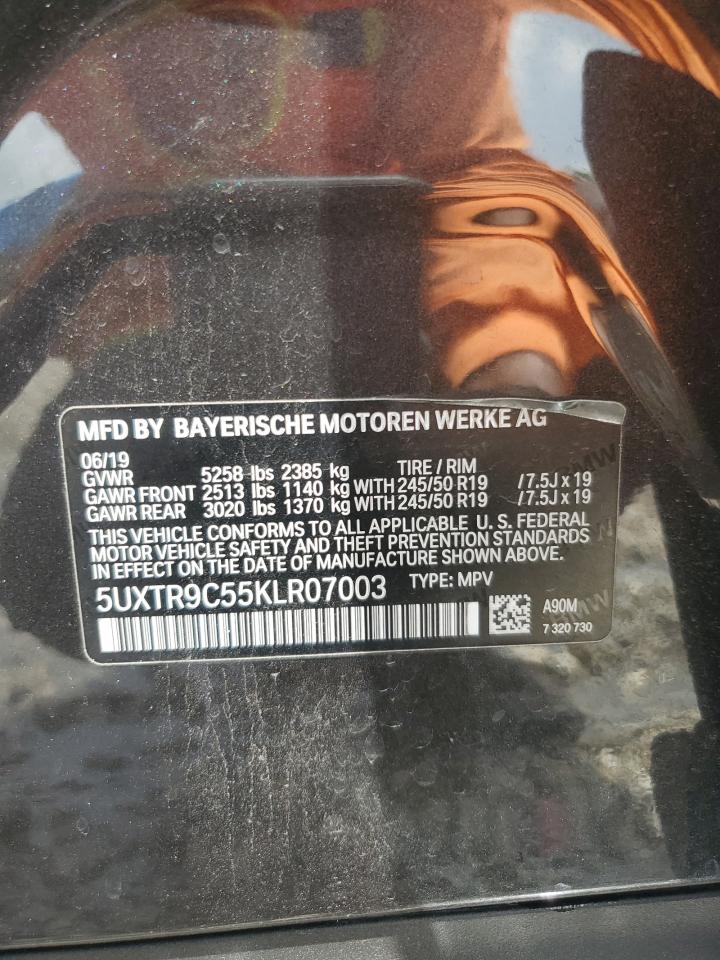 MFD BY BAYERISCHE MOTOREN WERKE AG
06/19 TIRE / RIM
GVWR 5258 lbs 2385 kg
GAWR FRONT 2513 lbs 1140 kg WITH 245/50 R19 /7.5J x 19
GAWR REAR 3020 lbs 1370 kg WITH 245/50 R19 /7.5J x 19
THIS VEHICLE CONFORMS TO ALL APPLICABLE U. S. FEDERAL
MOTOR VEHICLE SAFETY AND THEFT PREVENTION STANDARDS
IN EFFECT ON THE DATE OF MANUFACTURE SHOWN ABOVE.
5UXTR9C55KLR07003 TYPE: MPV
A90M
7 320 730